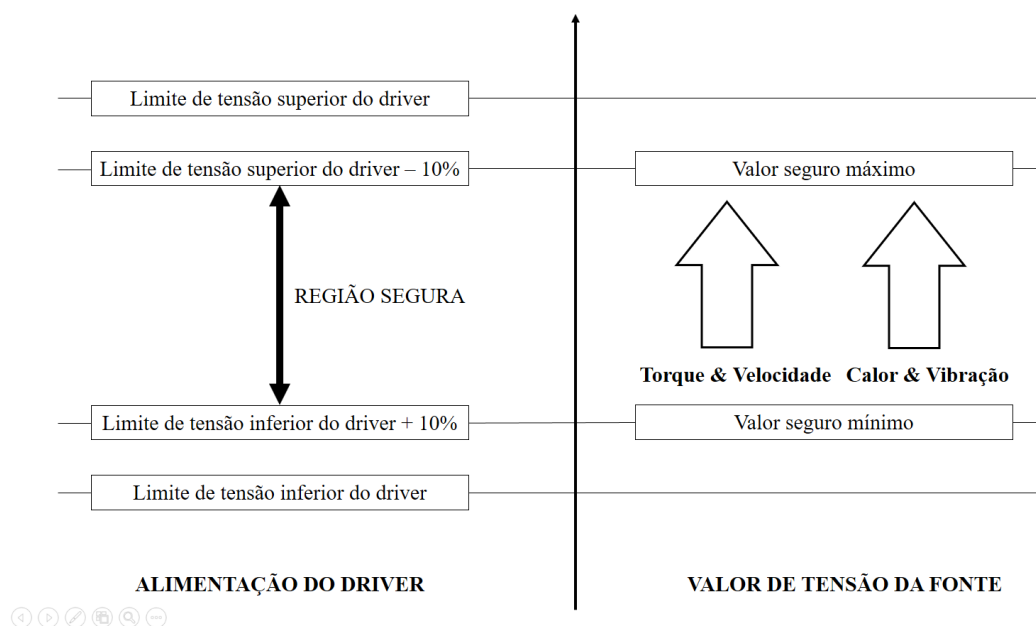 Limite de tensão superior do driver
Limite de tensão superior do driver – 10%
Valor seguro máximo
REGIÃO SEGURA
Torque & Velocidade
Calor & Vibração
Limite de tensão inferior do driver + 10%
Valor seguro mínimo
Limite de tensão inferior do driver
ALIMENTAÇÃO DO DRIVER
VALOR DE TENSÃO DA FONTE